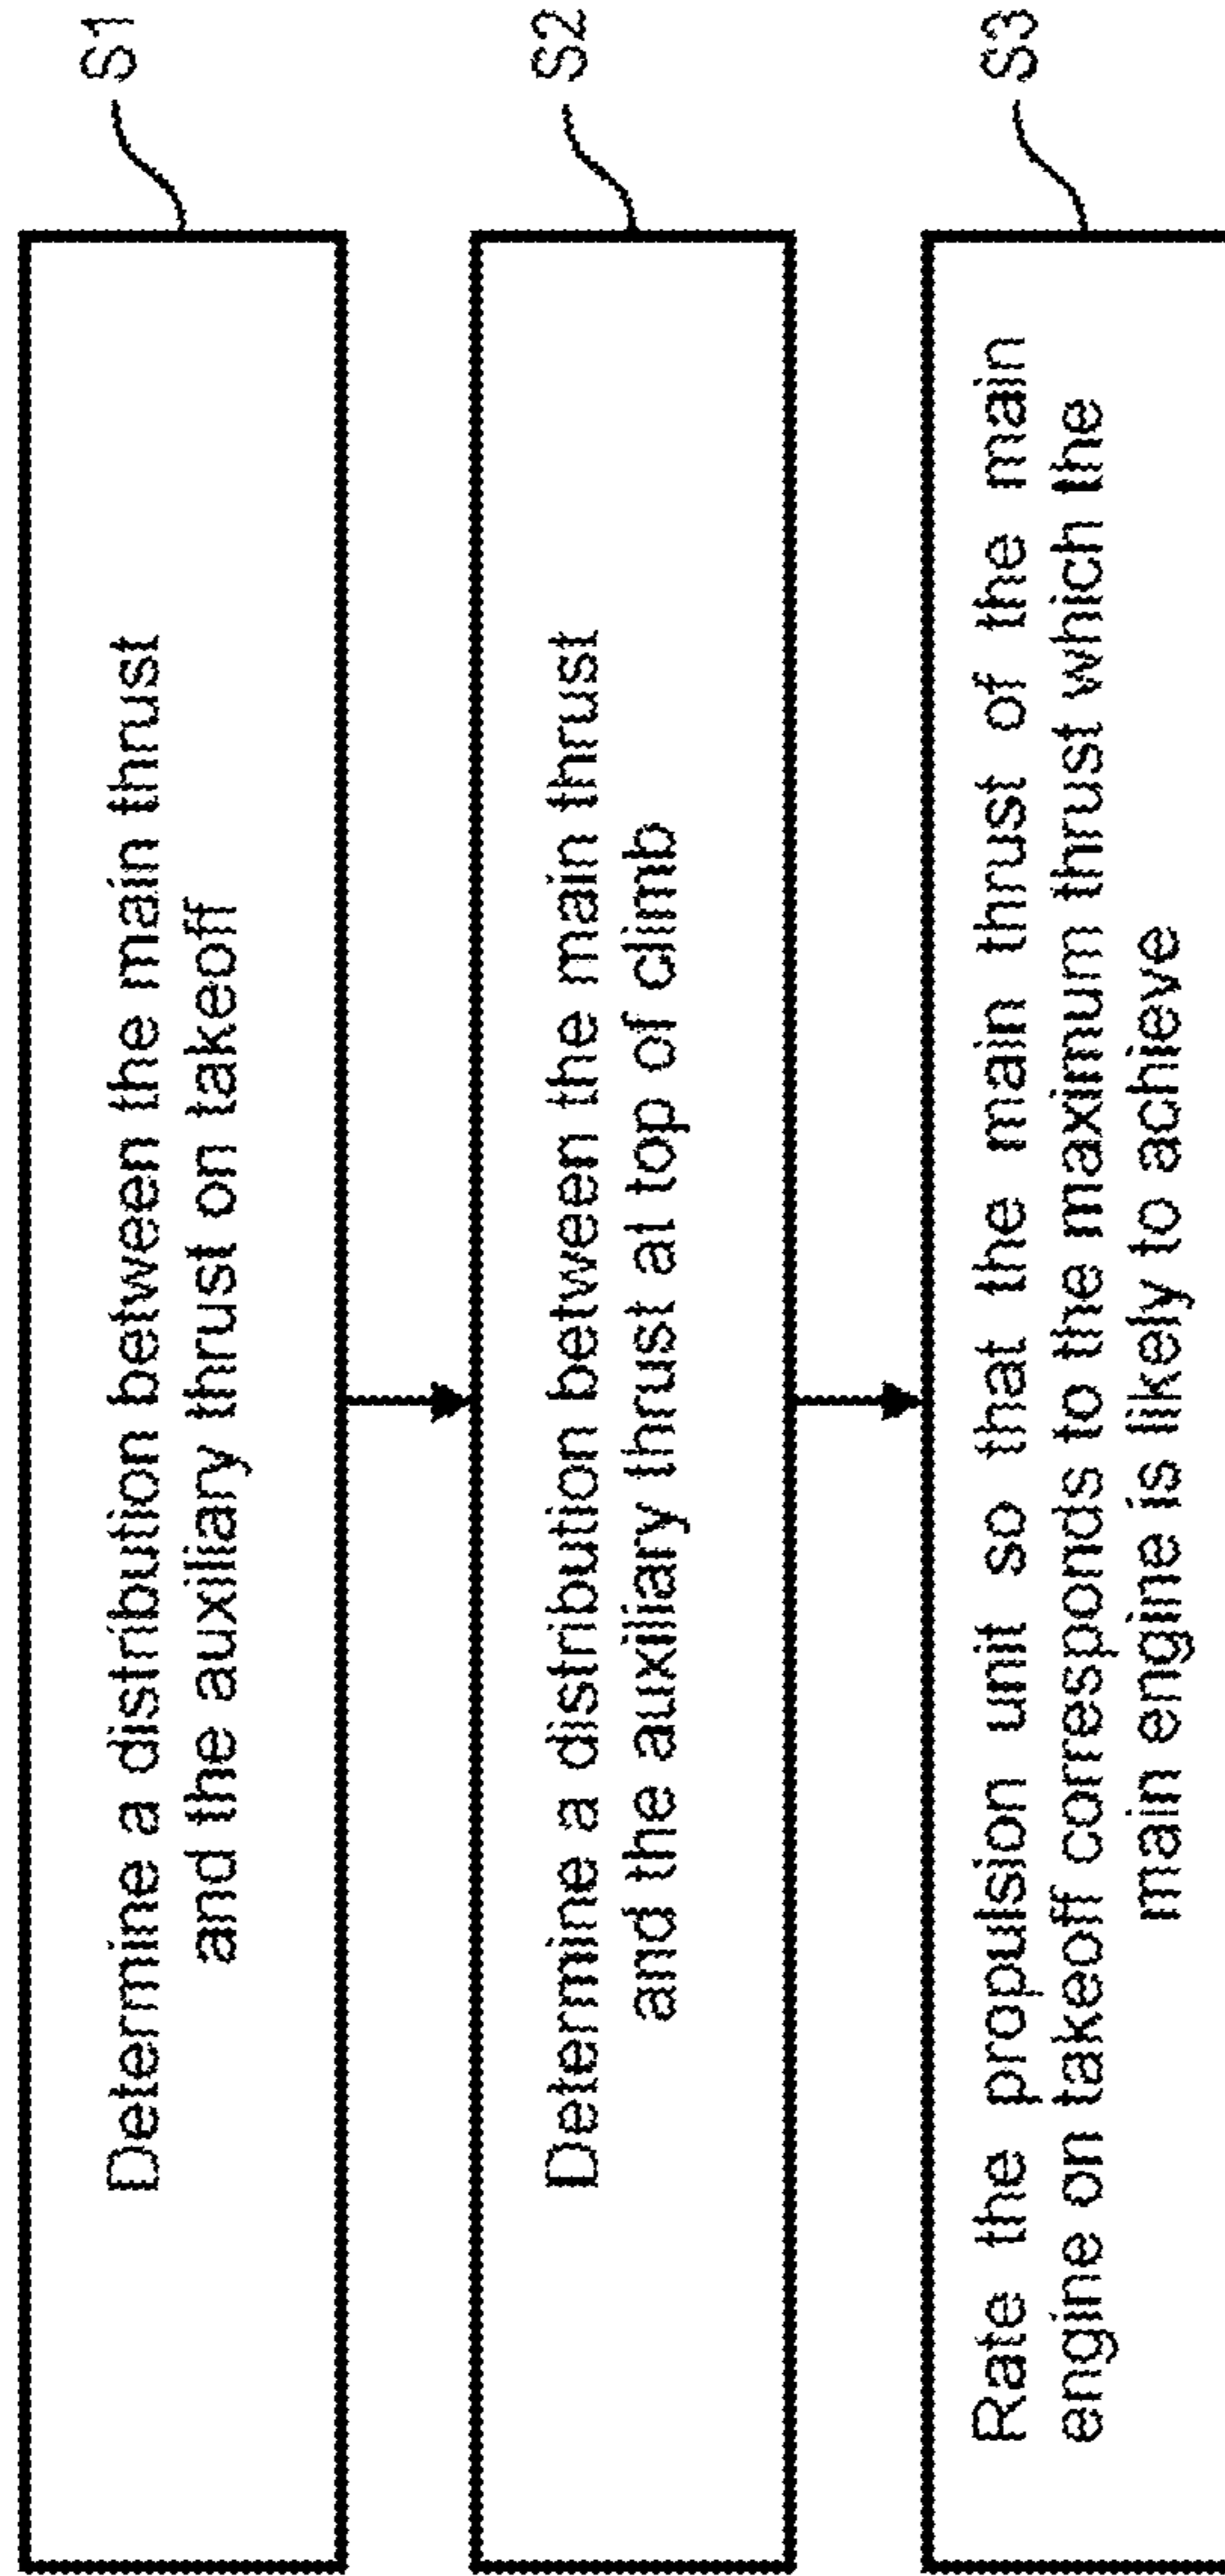 Determine a distribution between the main thrust
and the auxiliary thrust on takeoff
S1
Determine a distribution between the main thrust
and the auxiliary thrust at top of climb
S2
Rate the propulsion unit so that the main thrust of the main
engine on takeoff corresponds to the maximum thrust which the
main engine is likely to achieve
S3